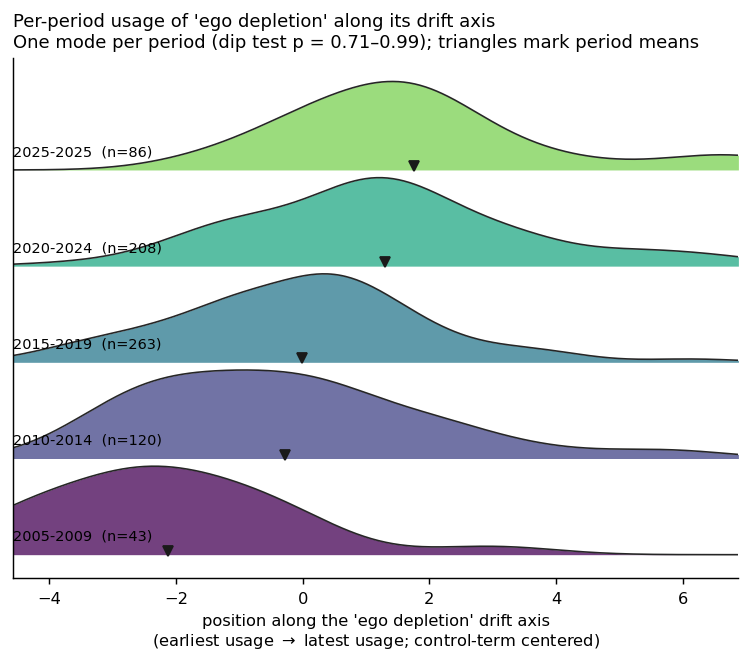 Per-period usage of 'ego depletion' along its drift axis
One mode per period (dip test p = 0.71–0.99); triangles mark period means
2025-2025 (n=86)
2020-2024 (n=208)
2015-2019 (n=263)
2010-2014 (n=120)
2005-2009 (n=43)
−4 −2 0 2 4 6
position along the 'ego depletion' drift axis
(earliest usage → latest usage; control-term centered)